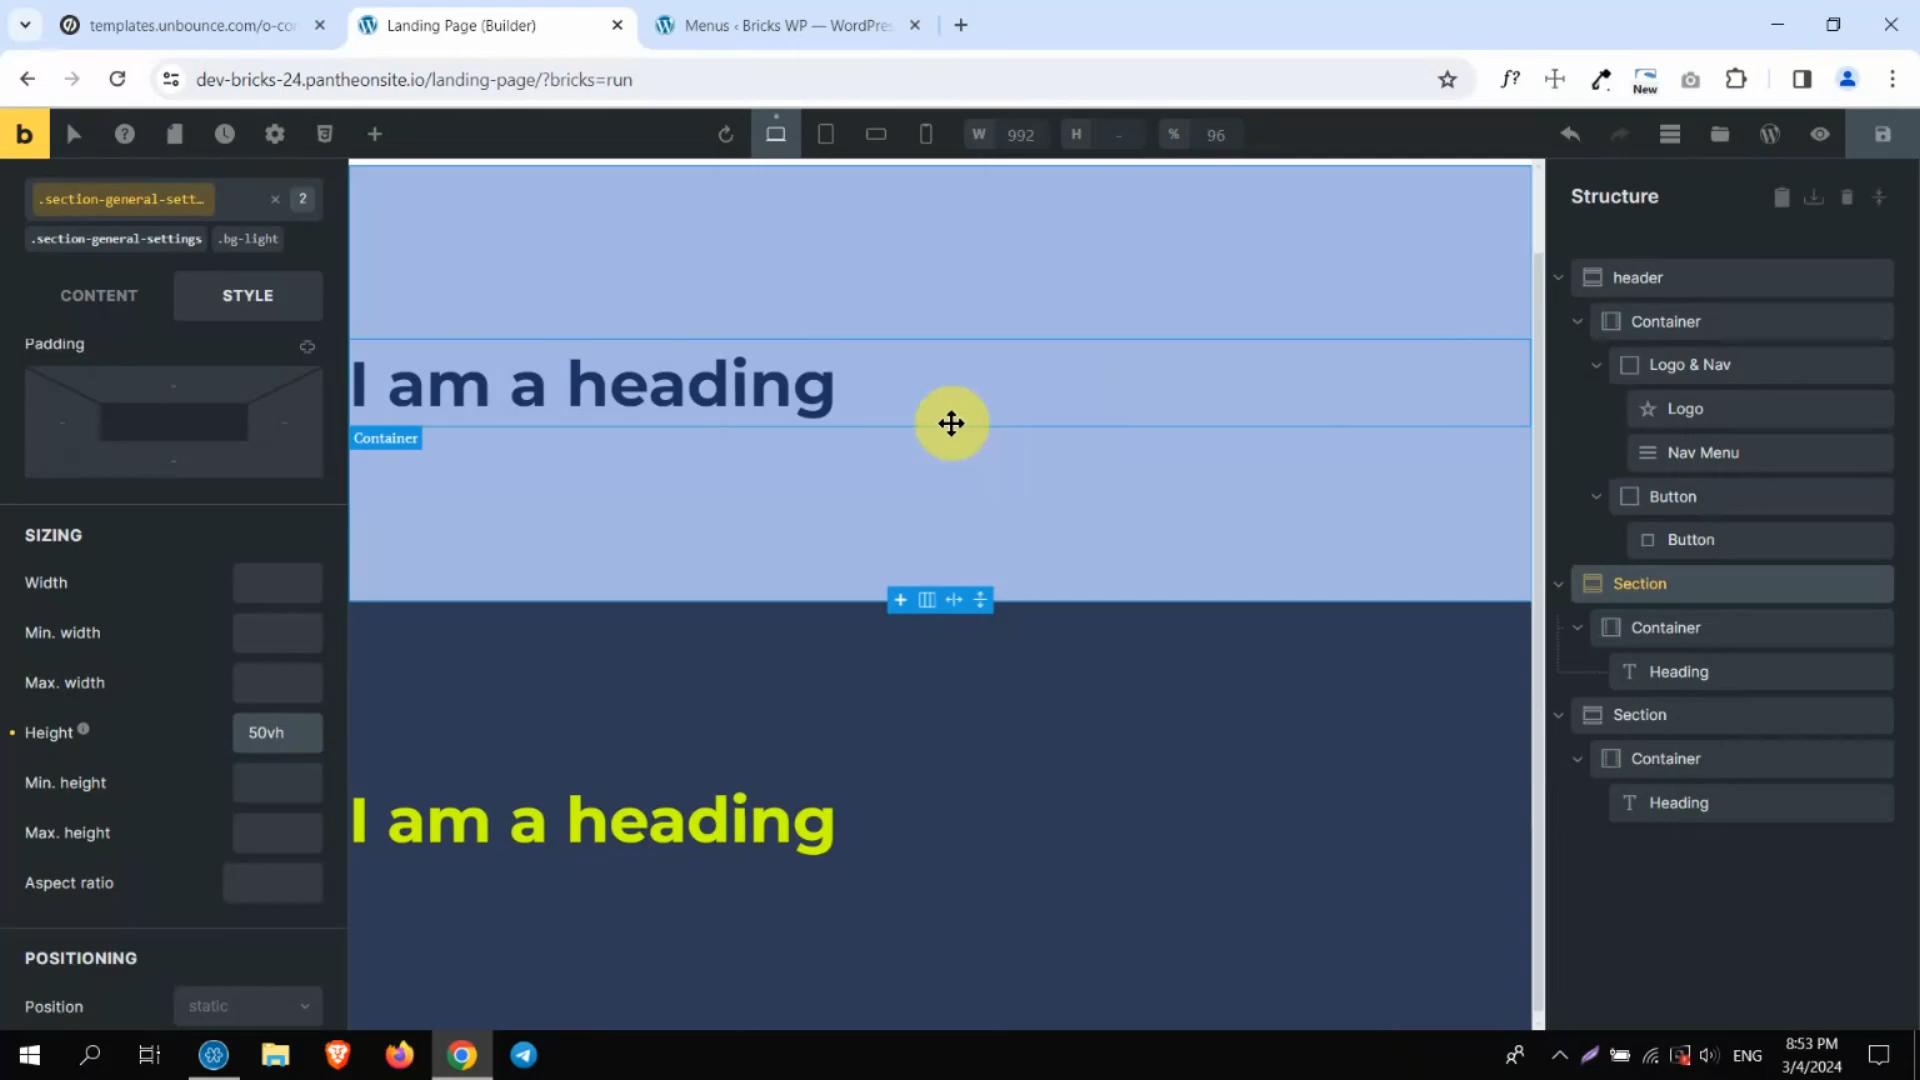 templates.unbounce.com/o-cor
Landing Page (Builder)
Menus ‹ Bricks WP — WordPres
dev-bricks-24.pantheonsite.io/landing-page/?bricks=run
f?
New
b
W 992 H - % 96
.section-general-sett…
× 2
.section-general-settings .bg-light
CONTENT STYLE
Padding
SIZING
Width
Min. width
Max. width
Height 50vh
Min. height
Max. height
Aspect ratio
POSITIONING
Position static
I am a heading
Container
I am a heading
Structure
header
Container
Logo & Nav
Logo
Nav Menu
Button
Button
Section
Container
Heading
Section
Container
Heading
ENG
8:53 PM
3/4/2024